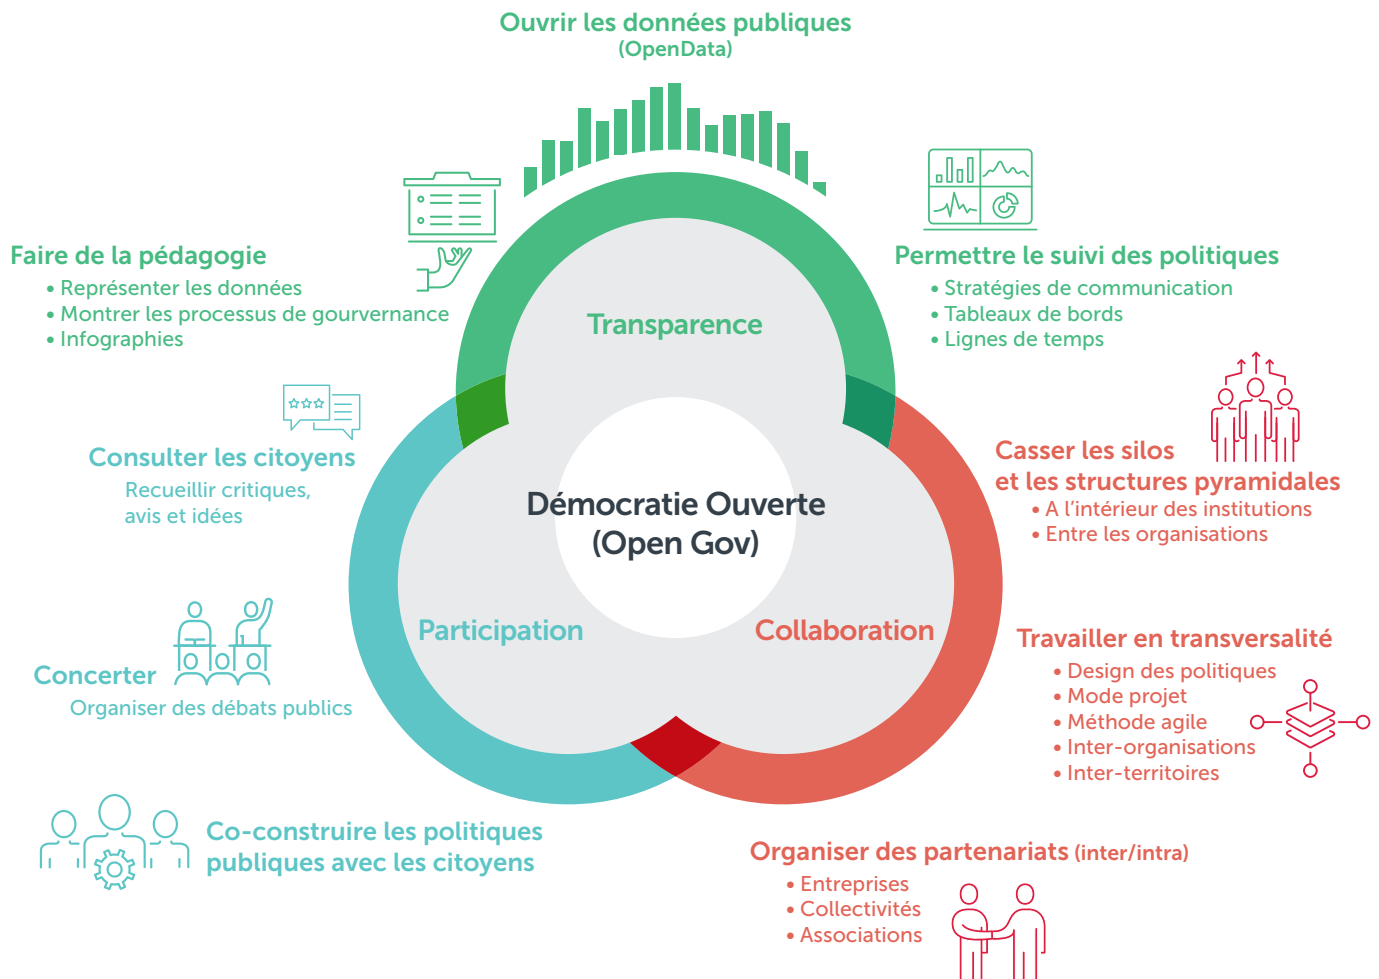 Ouvrir les données publiques
(OpenData)
Faire de la pédagogie
• Représenter les données
• Montrer les processus de gourvernance
• Infographies
Permettre le suivi des politiques
• Stratégies de communication
• Tableaux de bords
• Lignes de temps
Transparence
Consulter les citoyens
Recueillir critiques,
avis et idées
Casser les silos
et les structures pyramidales
• A l'intérieur des institutions
• Entre les organisations
Démocratie Ouverte
(Open Gov)
Participation
Collaboration
Concerter
Organiser des débats publics
Travailler en transversalité
• Design des politiques
• Mode projet
• Méthode agile
• Inter-organisations
• Inter-territoires
Co-construire les politiques
publiques avec les citoyens
Organiser des partenariats (inter/intra)
• Entreprises
• Collectivités
• Associations